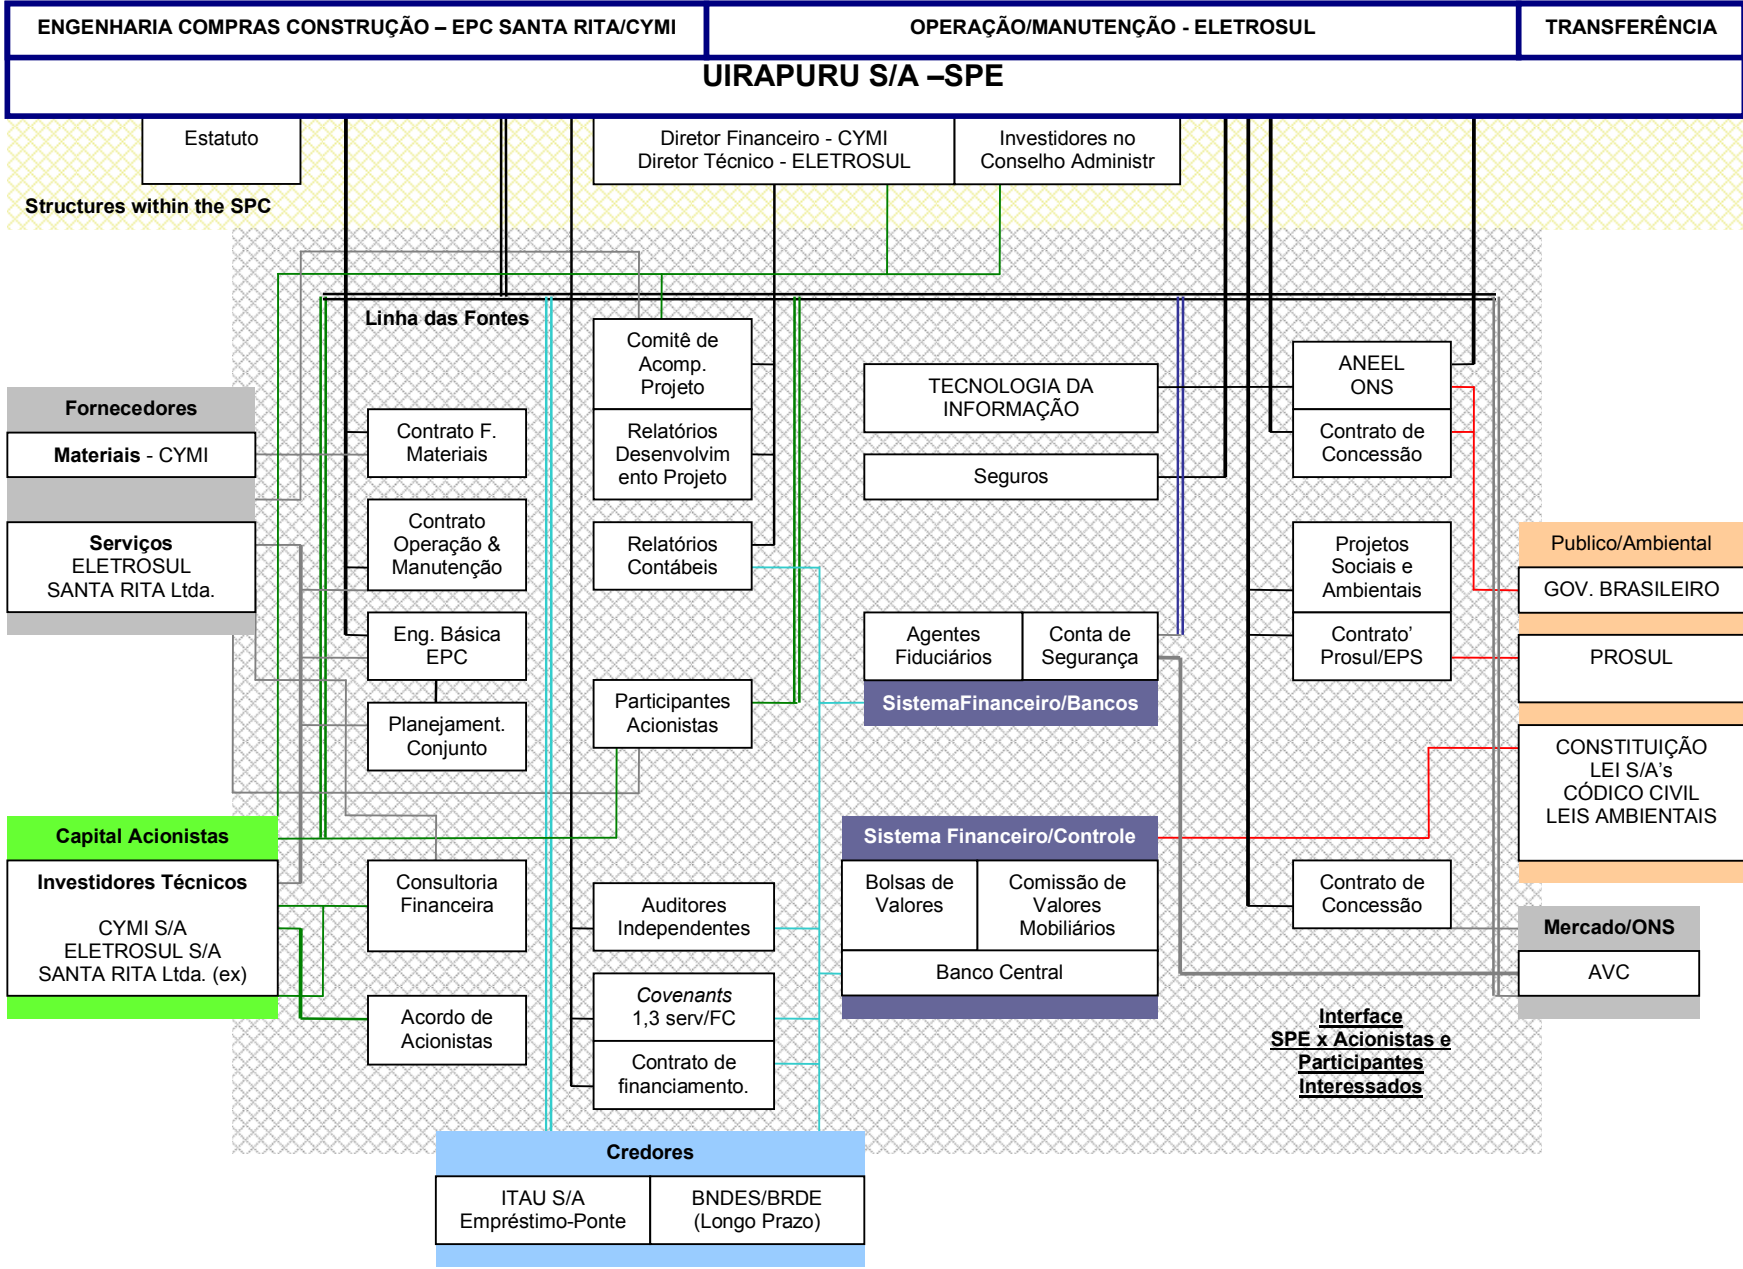 ENGENHARIA COMPRAS CONSTRUÇÃO – EPC SANTA RITA/CYMI
OPERAÇÃO/MANUTENÇÃO - ELETROSUL
TRANSFERÊNCIA
UIRAPURU S/A –SPE
Estatuto
Diretor Financeiro - CYMI
Diretor Técnico - ELETROSUL
Investidores no
Conselho Administr
Structures within the SPC
Linha das Fontes
Comitê de
Acomp.
Projeto
Relatórios
Desenvolvim
ento Projeto
Relatórios
Contábeis
TECNOLOGIA DA
INFORMAÇÃO
Seguros
ANEEL
ONS
Contrato de
Concessão
Fornecedores
Materiais - CYMI
Serviços
ELETROSUL
SANTA RITA Ltda.
Contrato F.
Materiais
Contrato
Operação &
Manutenção
Eng. Básica
EPC
Planejament.
Conjunto
Participantes
Acionistas
Agentes
Fiduciários
Conta de
Segurança
SistemaFinanceiro/Bancos
Projetos
Sociais e
Ambientais
Contrato’
Prosul/EPS
Publico/Ambiental
GOV. BRASILEIRO
PROSUL
CONSTITUIÇÃO
LEI S/A’s
CÓDICO CIVIL
LEIS AMBIENTAIS
Capital Acionistas
Investidores Técnicos
CYMI S/A
ELETROSUL S/A
SANTA RITA Ltda. (ex)
Consultoria
Financeira
Acordo de
Acionistas
Auditores
Independentes
Covenants
1,3 serv/FC
Contrato de
financiamento.
Sistema Financeiro/Controle
Bolsas de
Valores
Comissão de
Valores
Mobiliários
Banco Central
Contrato de
Concessão
Mercado/ONS
AVC
Interface
SPE x Acionistas e
Participantes
Interessados
Credores
ITAU S/A
Empréstimo-Ponte
BNDES/BRDE
(Longo Prazo)